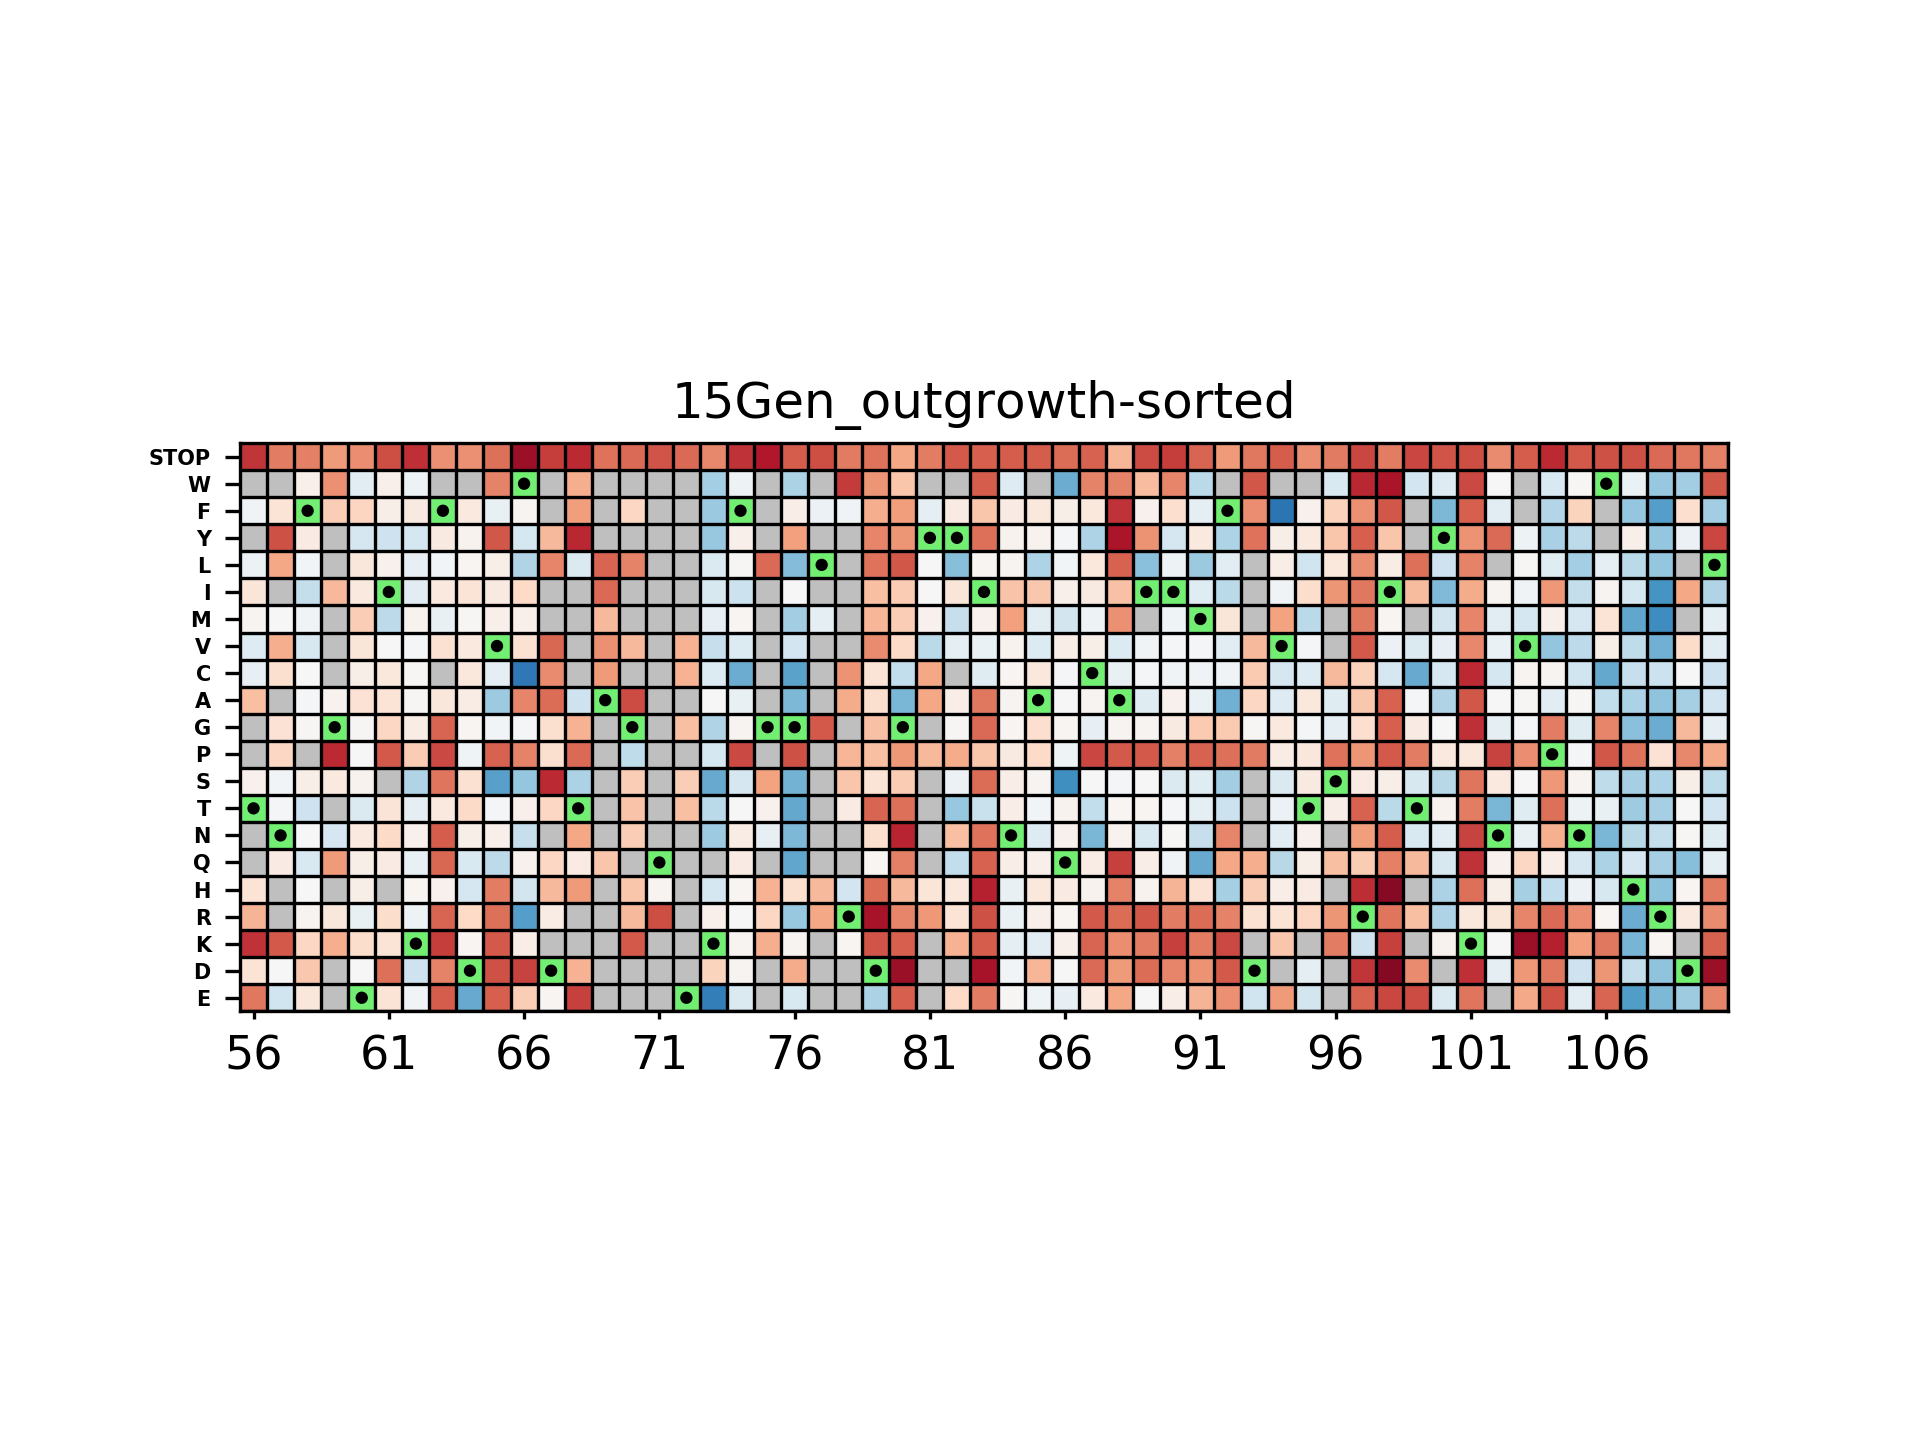 15Gen_outgrowth-sorted
STOP
W
F
Y
L
I
M
V
C
A
G
P
S
T
N
Q
H
R
K
D
E
56 61 66 71 76 81 86 91 96 101 106